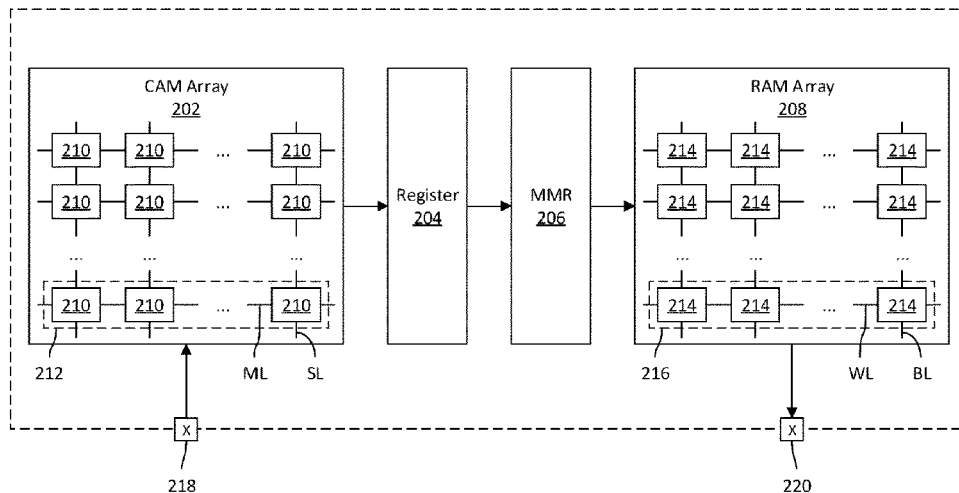 CAM Array
202
210 210 ... 210
210 210 ... 210
... ... ...
210 210 ... 210
212 ML SL
Register
204
MMR
206
RAM Array
208
214 214 ... 214
214 214 ... 214
... ... ...
214 214 ... 214
216 WL BL
X
218
X
220